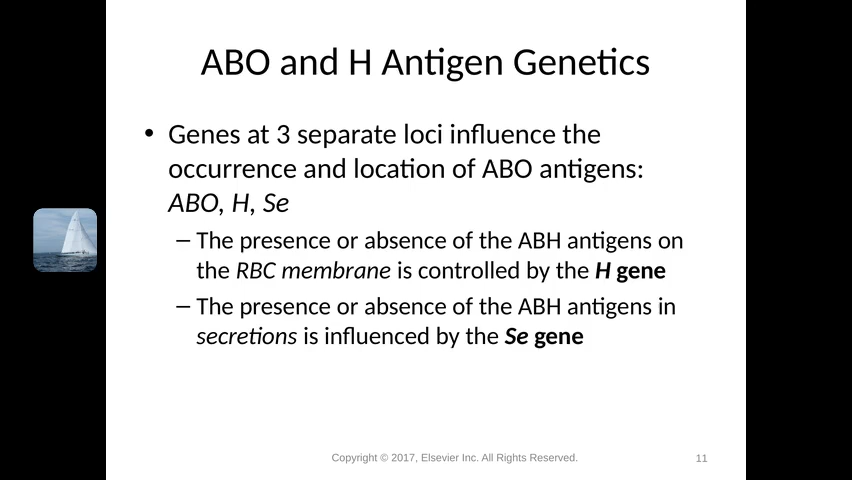 ABO and H Antigen Genetics
• Genes at 3 separate loci influence the
occurrence and location of ABO antigens:
ABO, H, Se
– The presence or absence of the ABH antigens on
the RBC membrane is controlled by the H gene
– The presence or absence of the ABH antigens in
secretions is influenced by the Se gene
Copyright © 2017, Elsevier Inc. All Rights Reserved.
11